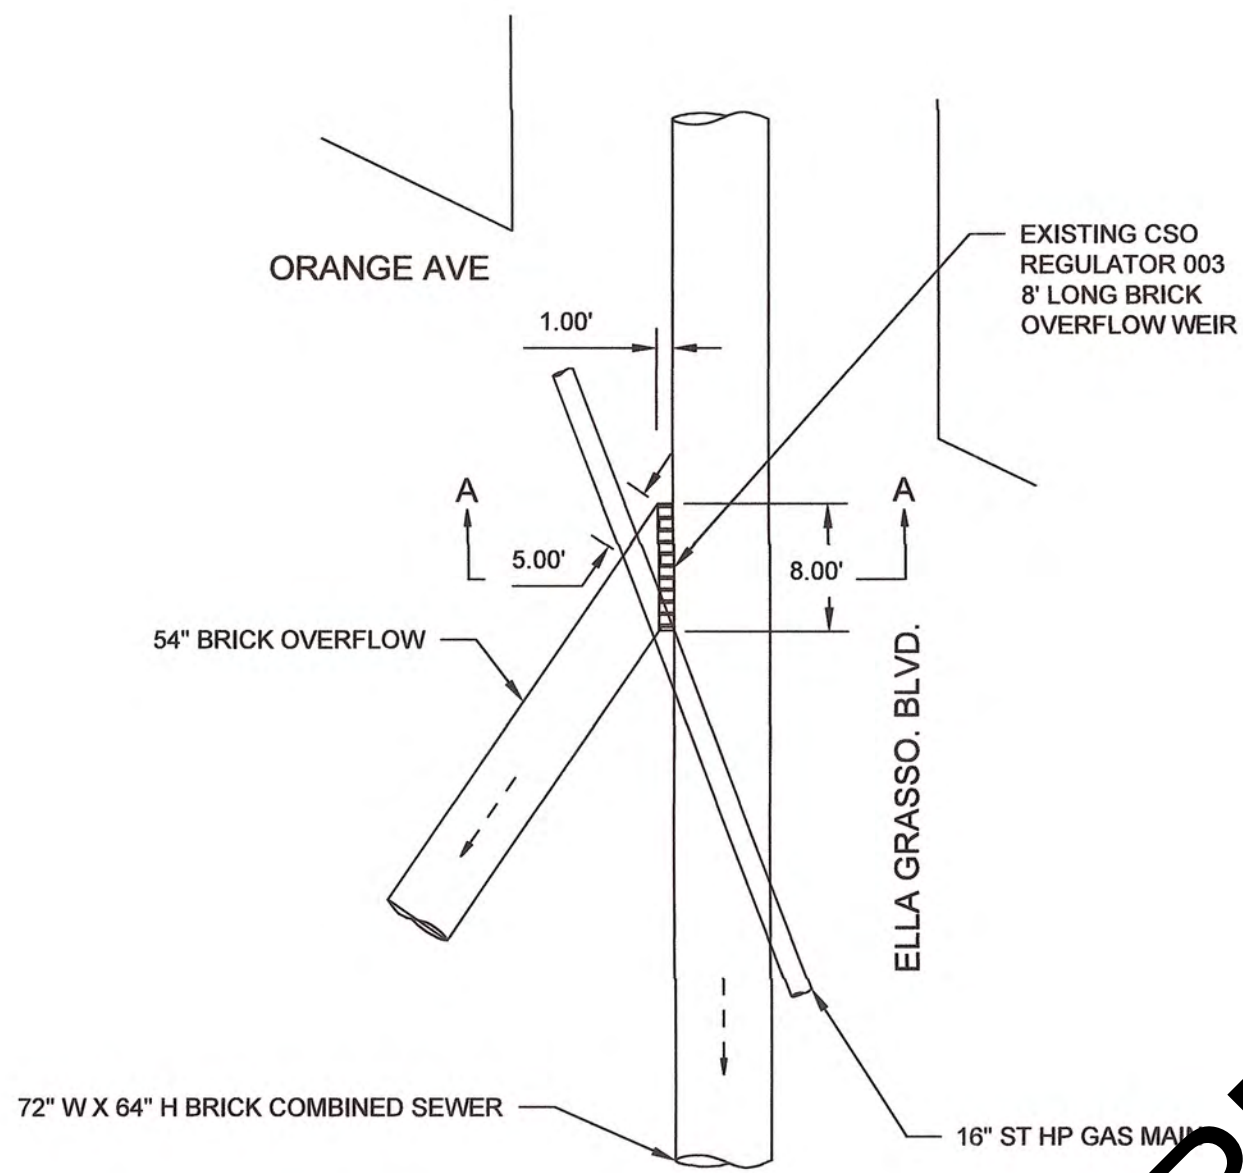 ORANGE AVE
EXISTING CSO
REGULATOR 003
8' LONG BRICK
OVERFLOW WEIR
1.00'
A
A
5.00'
8.00'
54" BRICK OVERFLOW
ELLA GRASSO. BLVD.
72" W X 64" H BRICK COMBINED SEWER
16" ST HP GAS MAIN